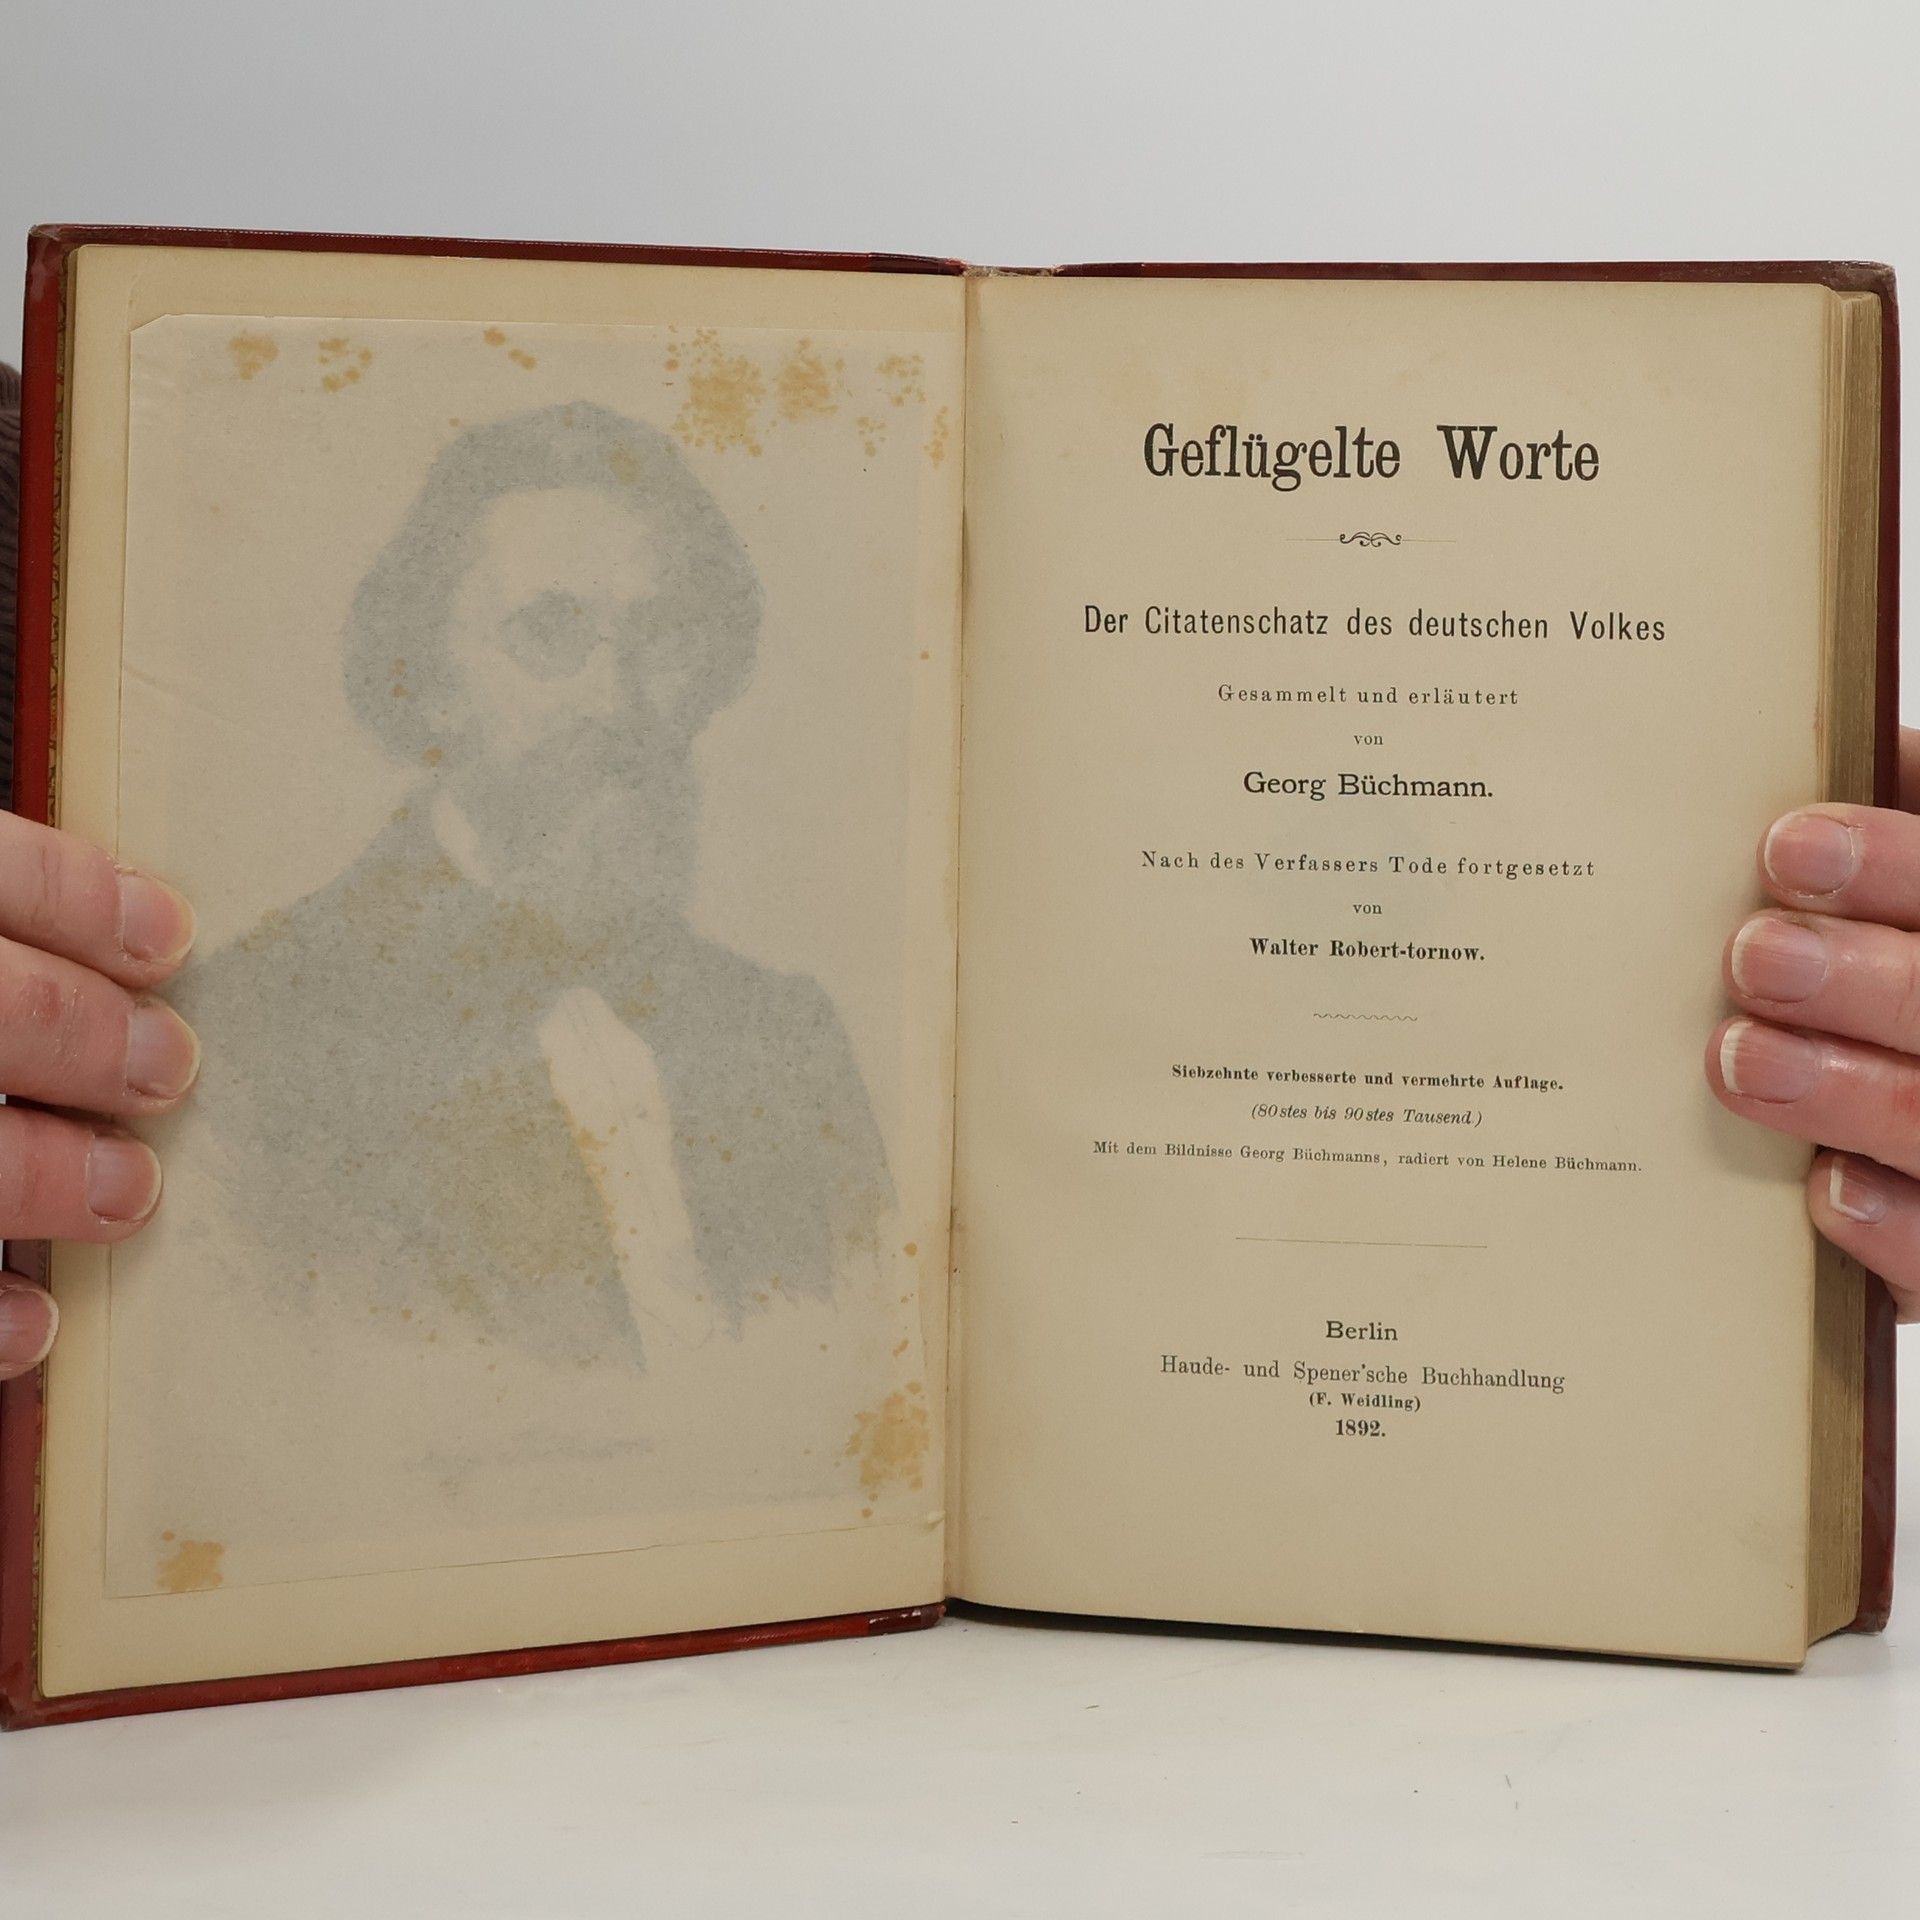 Geflügelte Worte
Der Citatenschatz des deutschen Volkes
Gesammelt und erläutert
von
Georg Büchmann.
Nach des Verfassers Tode fortgesetzt
von
Walter Robert-tornow.
Siebzehnte verbesserte und vermehrte Auflage.
(80stes bis 90stes Tausend.)
Mit dem Bildnisse Georg Büchmanns, radiert von Helene Büchmann.
Berlin
Haude- und Spener'sche Buchhandlung
(F. Weidling)
1892.